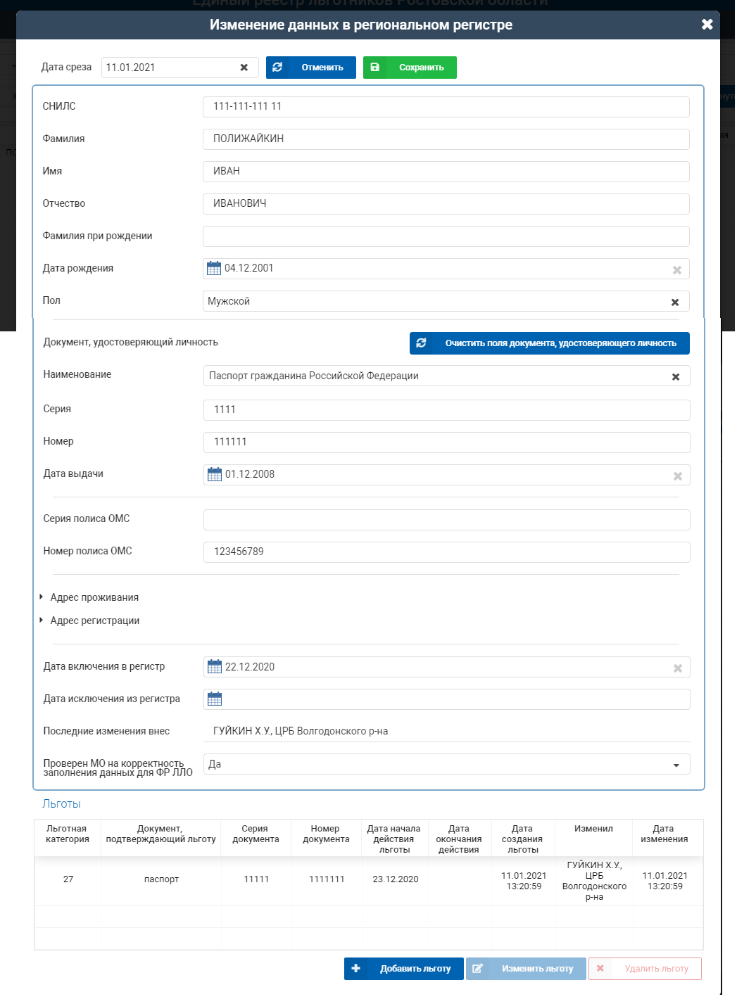 Единый реестр льготников Ростовской области
Изменение данных в региональном регистре
Дата среза 11.01.2021 Отменить Сохранить
СНИЛС 111-111-111 11
Фамилия ПОЛИЖАЙКИН
Имя ИВАН
Отчество ИВАНОВИЧ
Фамилия при рождении
Дата рождения 04.12.2001
Пол Мужской
Документ, удостоверяющий личность Очистить поля документа, удостоверяющего личность
Наименование Паспорт гражданина Российской Федерации
Серия 1111
Номер 111111
Дата выдачи 01.12.2008
Серия полиса ОМС
Номер полиса ОМС 123456789
Адрес проживания
Адрес регистрации
Дата включения в регистр 22.12.2020
Дата исключения из регистра
Последние изменения внес ГУЙКИН Х.У., ЦРБ Волгодонского р-на
Проверен МО на корректность
заполнения данных для ФР ЛЛО Да
Льготы
Льготная категория Документ, подтверждающий льготу Серия документа Номер документа Дата начала действия льготы Дата окончания действия Дата создания льготы Изменил Дата изменения
27 паспорт 11111 1111111 23.12.2020 11.01.2021 13:20:59 ГУЙКИН Х.У., ЦРБ Волгодонского р-на 11.01.2021 13:20:59
Добавить льготу Изменить льготу Удалить льготу